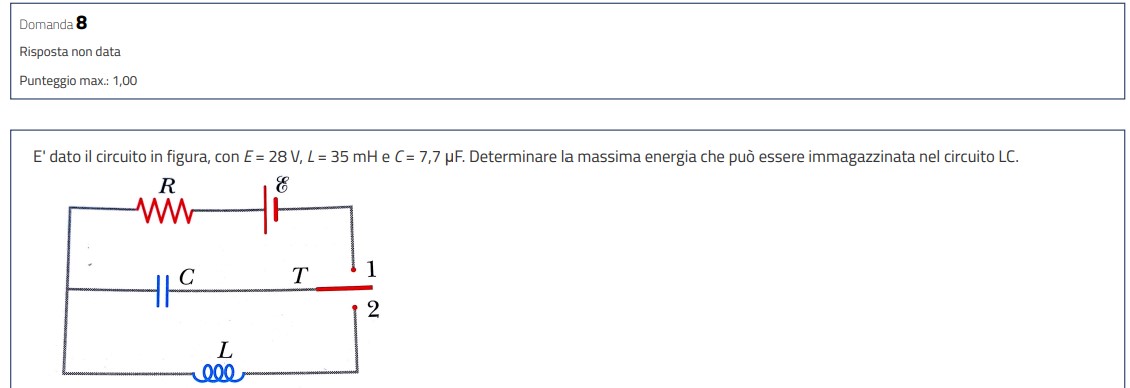 Domanda 8
Risposta non data
Punteggio max.: 1,00
E' dato il circuito in figura, con E = 28 V, L = 35 mH e C = 7,7 μF. Determinare la massima energia che può essere immagazzinata nel circuito LC.
R
ℰ
1
C
T
2
L